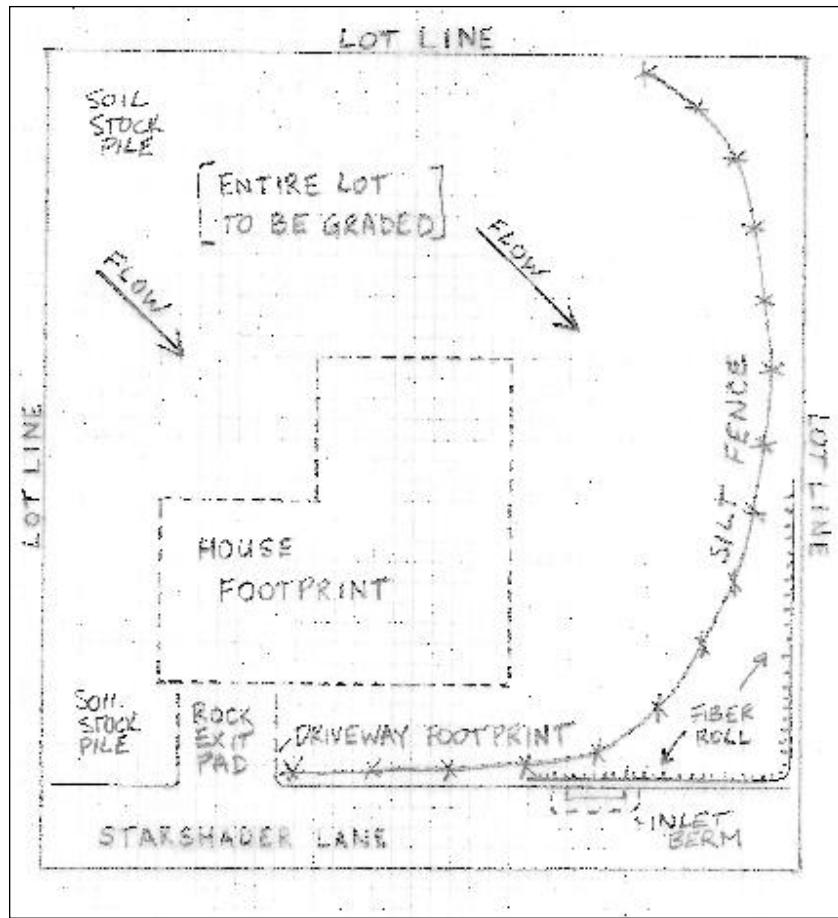 LOT LINE
SOIL
STOCK
PILE
ENTIRE LOT
TO BE GRADED
FLOW
FLOW
LOT LINE
SILT FENCE
LOT LINE
HOUSE
FOOTPRINT
SOIL
STOCK
PILE
ROCK
EXIT
PAD
DRIVEWAY FOOTPRINT
FIBER
ROLL
STARSHADER LANE
INLET
BERM